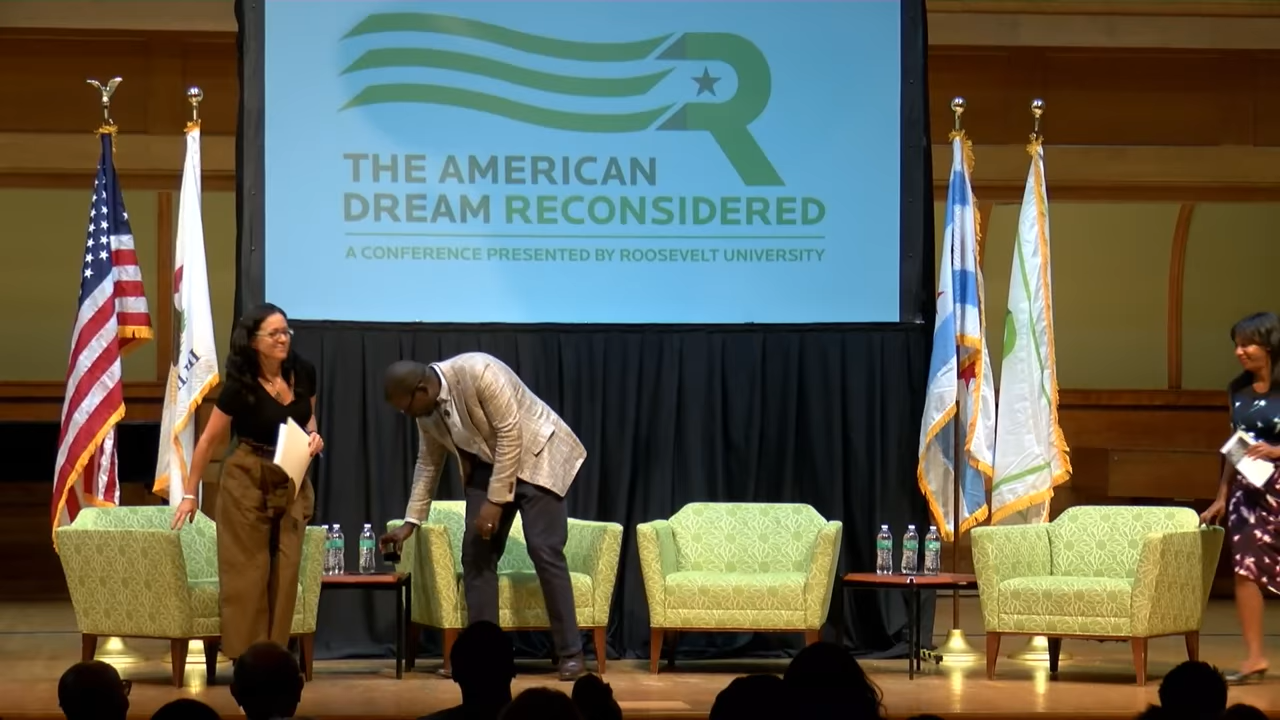 THE AMERICAN
DREAM RECONSIDERED
A CONFERENCE PRESENTED BY ROOSEVELT UNIVERSITY